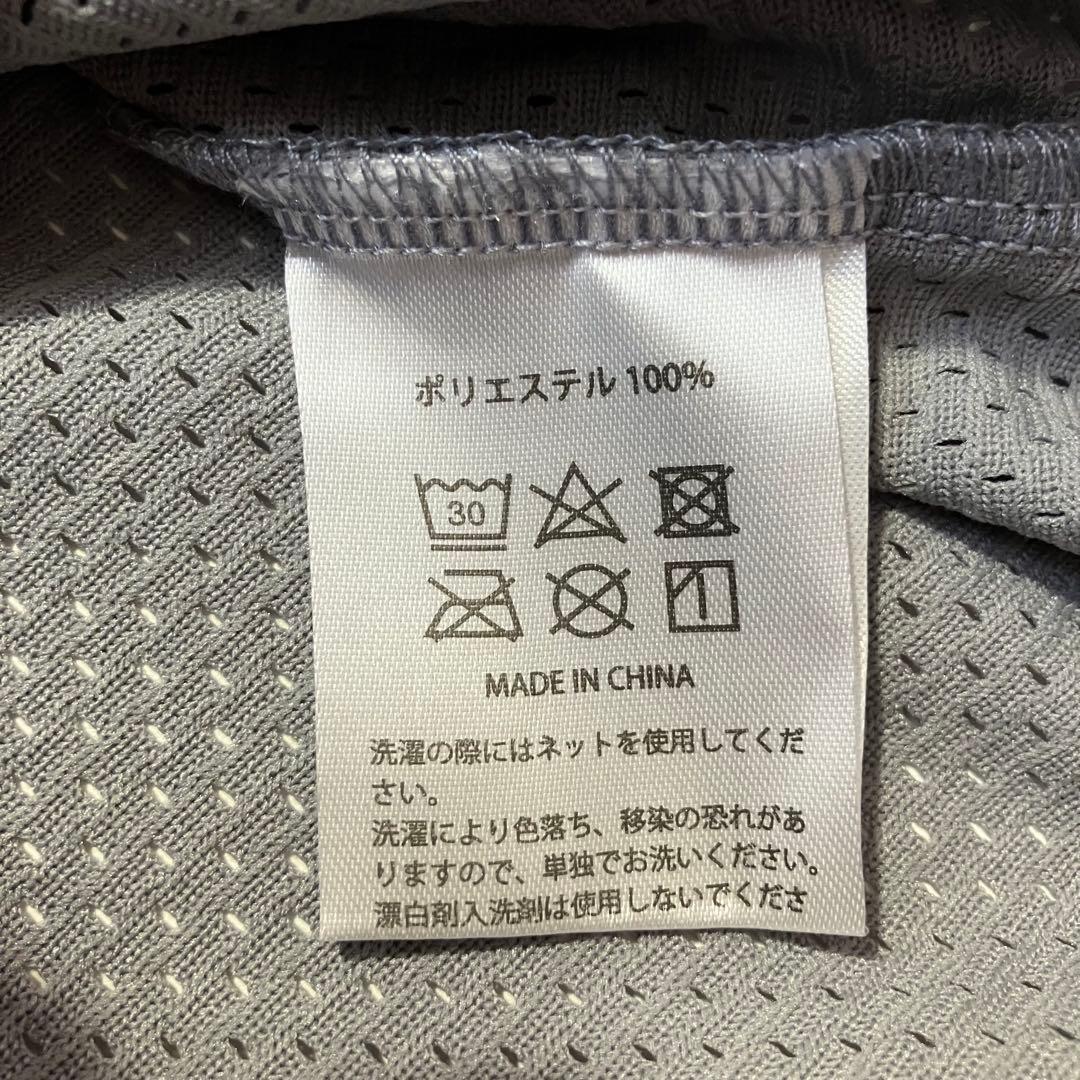 ポリエステル 100%
30
MADE IN CHINA
洗濯の際にはネットを使用してくだ
さい。
洗濯により色落ち、移染の恐れがあ
りますので、単独でお洗いください。
漂白剤入洗剤は使用しないでくださ